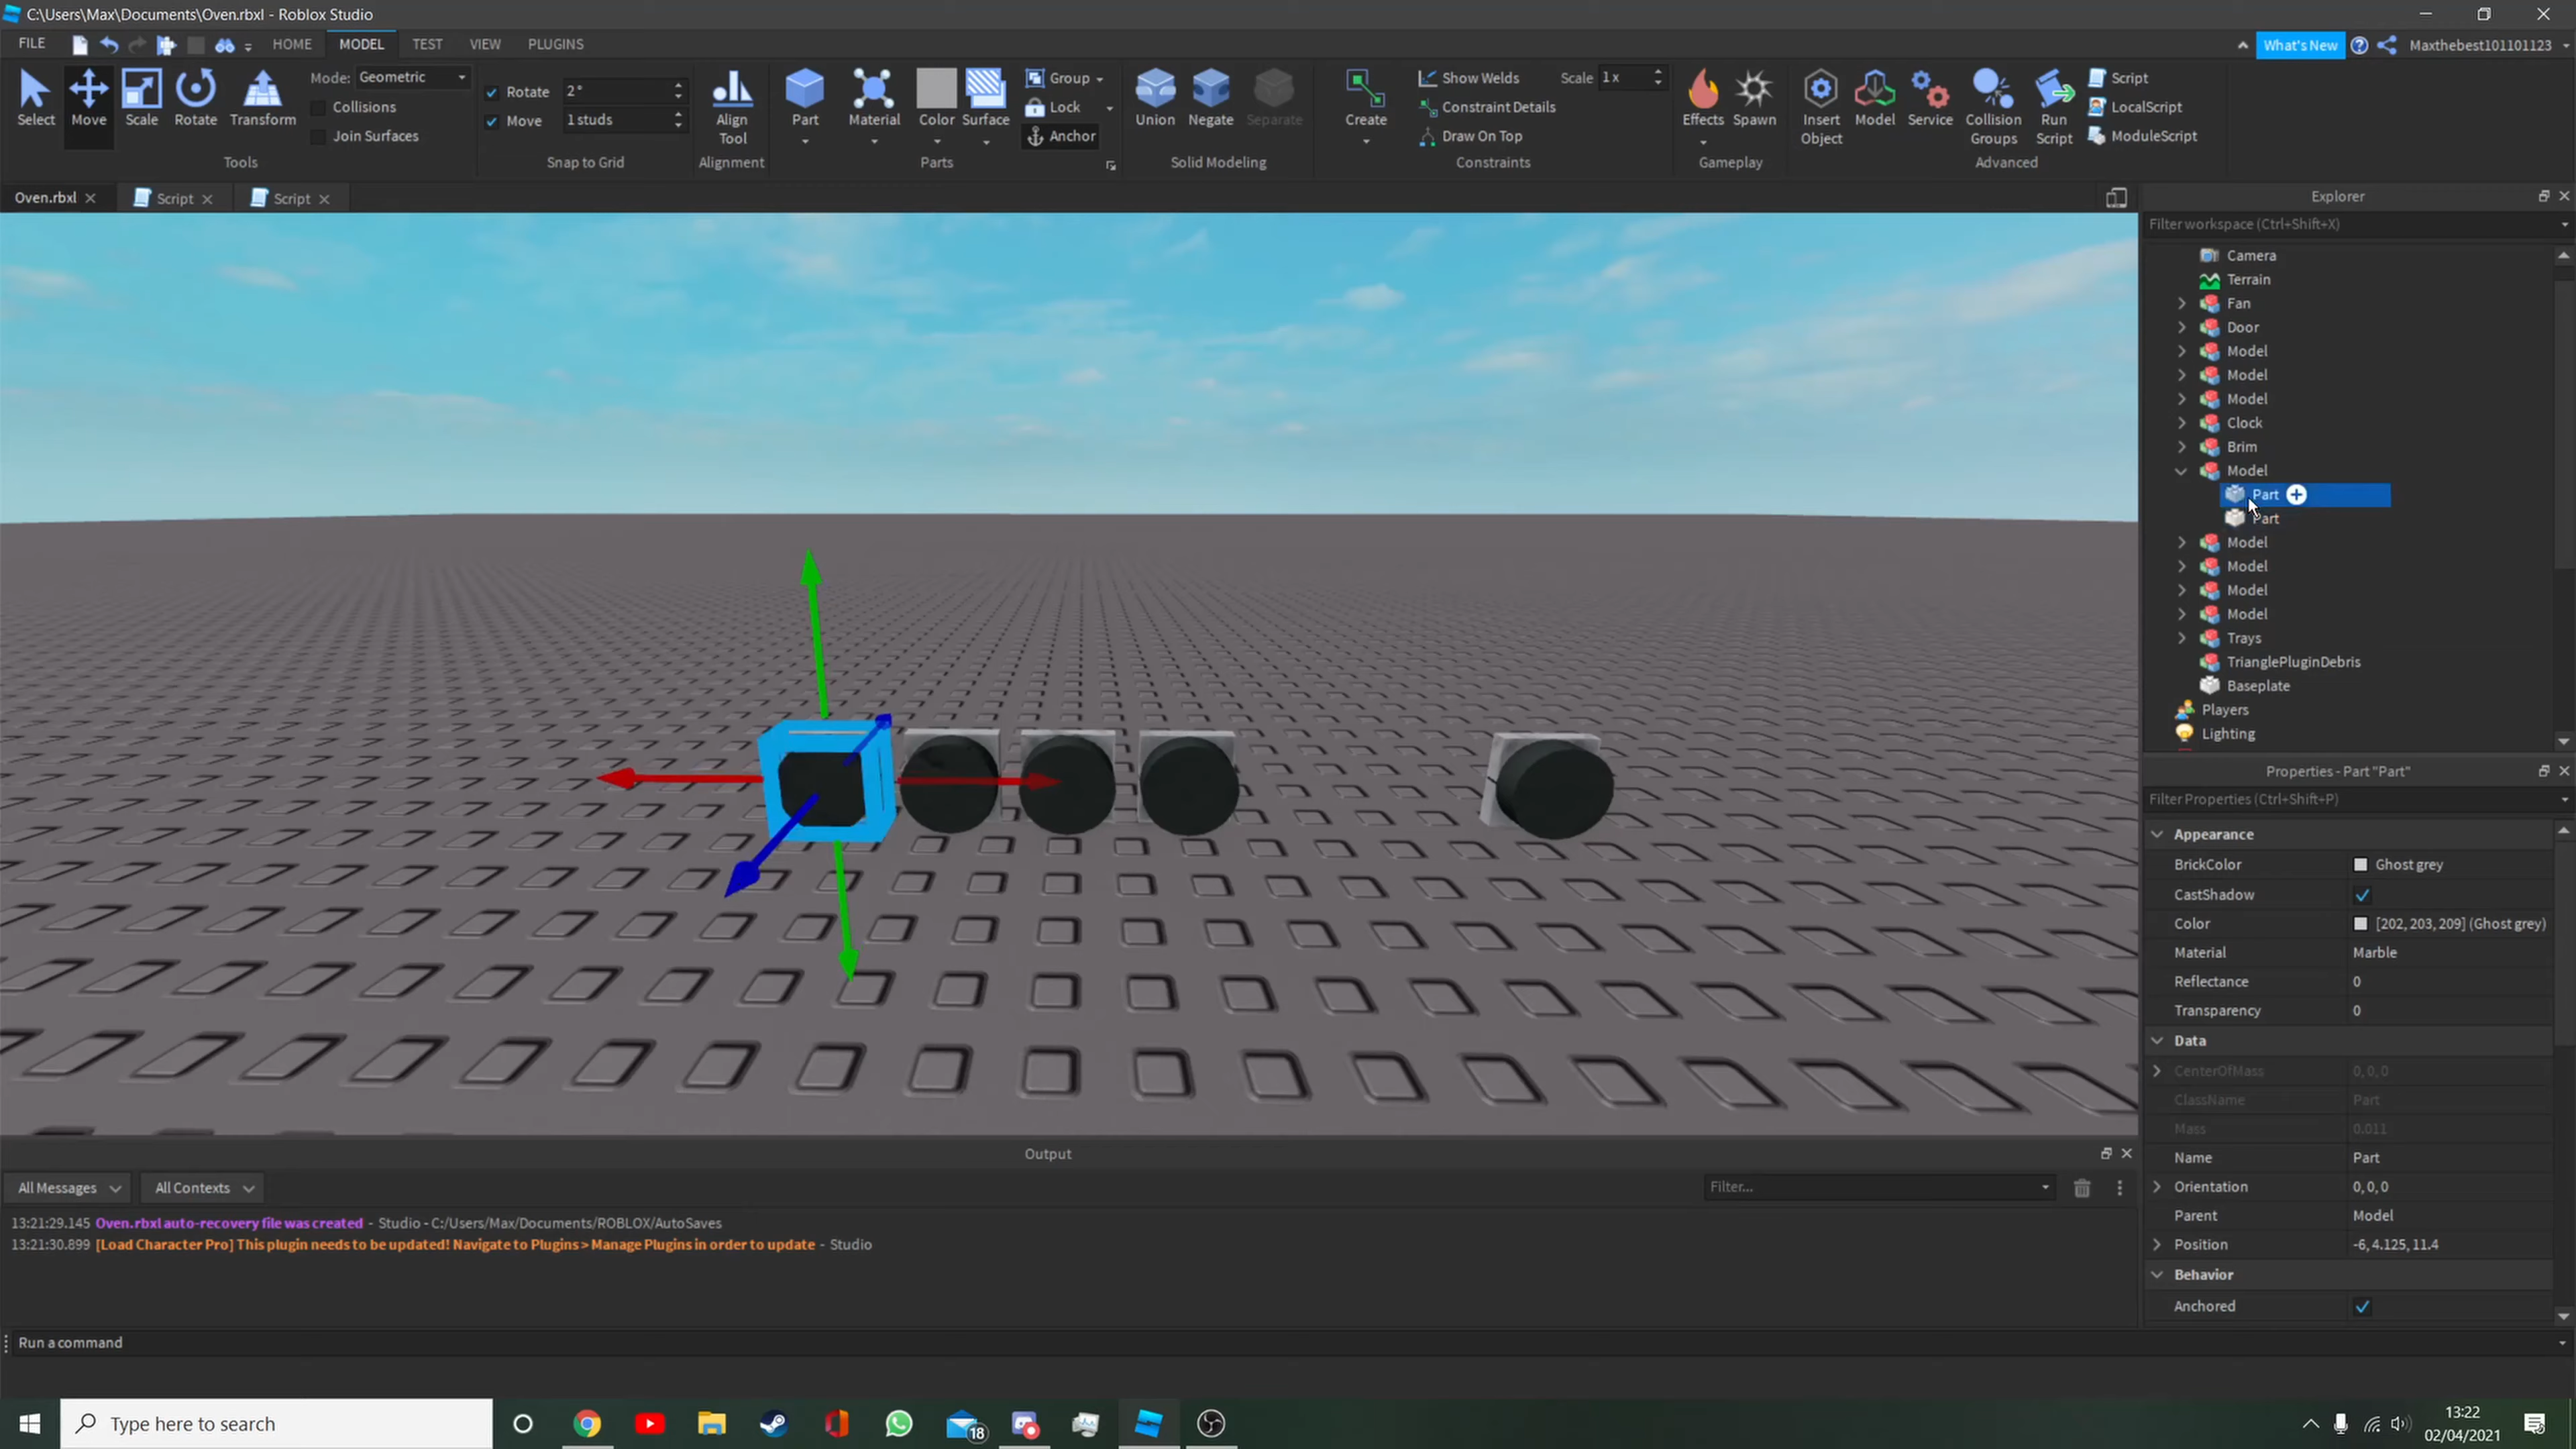 C:\Users\Max\Documents\Oven.rbxl - Roblox Studio
FILE
HOME
MODEL
TEST
VIEW
PLUGINS
What's New
Maxthebest101101123
Select
Move
Scale
Rotate
Transform
Mode:
Geometric
Collisions
Join Surfaces
Tools
Rotate
2°
Move
1 studs
Snap to Grid
Align Tool
Alignment
Part
Material
Color
Surface
Group
Lock
Anchor
Parts
Union
Negate
Separate
Solid Modeling
Create
Show Welds
Scale
1 x
Constraint Details
Draw On Top
Constraints
Effects
Spawn
Gameplay
Insert Object
Model
Service
Collision Groups
Run Script
Script
LocalScript
ModuleScript
Advanced
Oven.rbxl
Script
Script
Explorer
Filter workspace (Ctrl+Shift+X)
Camera
Terrain
Fan
Door
Model
Model
Model
Clock
Brim
Model
Part
Part
Model
Model
Model
Model
Trays
TrianglePluginDebris
Baseplate
Players
Lighting
Properties - Part "Part"
Filter Properties (Ctrl+Shift+P)
Appearance
BrickColor Ghost grey
CastShadow
Color [202, 203, 209] (Ghost grey)
Material Marble
Reflectance 0
Transparency 0
Data
CenterOfMass 0, 0, 0
ClassName Part
Mass 0.011
Name Part
Orientation 0, 0, 0
Parent Model
Position -6, 4.125, 11.4
Behavior
Anchored
Output
All Messages
All Contexts
Filter...
13:21:29.145 Oven.rbxl auto-recovery file was created - Studio - C:/Users/Max/Documents/ROBLOX/AutoSaves
13:21:30.899 [Load Character Pro] This plugin needs to be updated! Navigate to Plugins > Manage Plugins in order to update - Studio
Run a command
Type here to search
18
13:22
02/04/2021